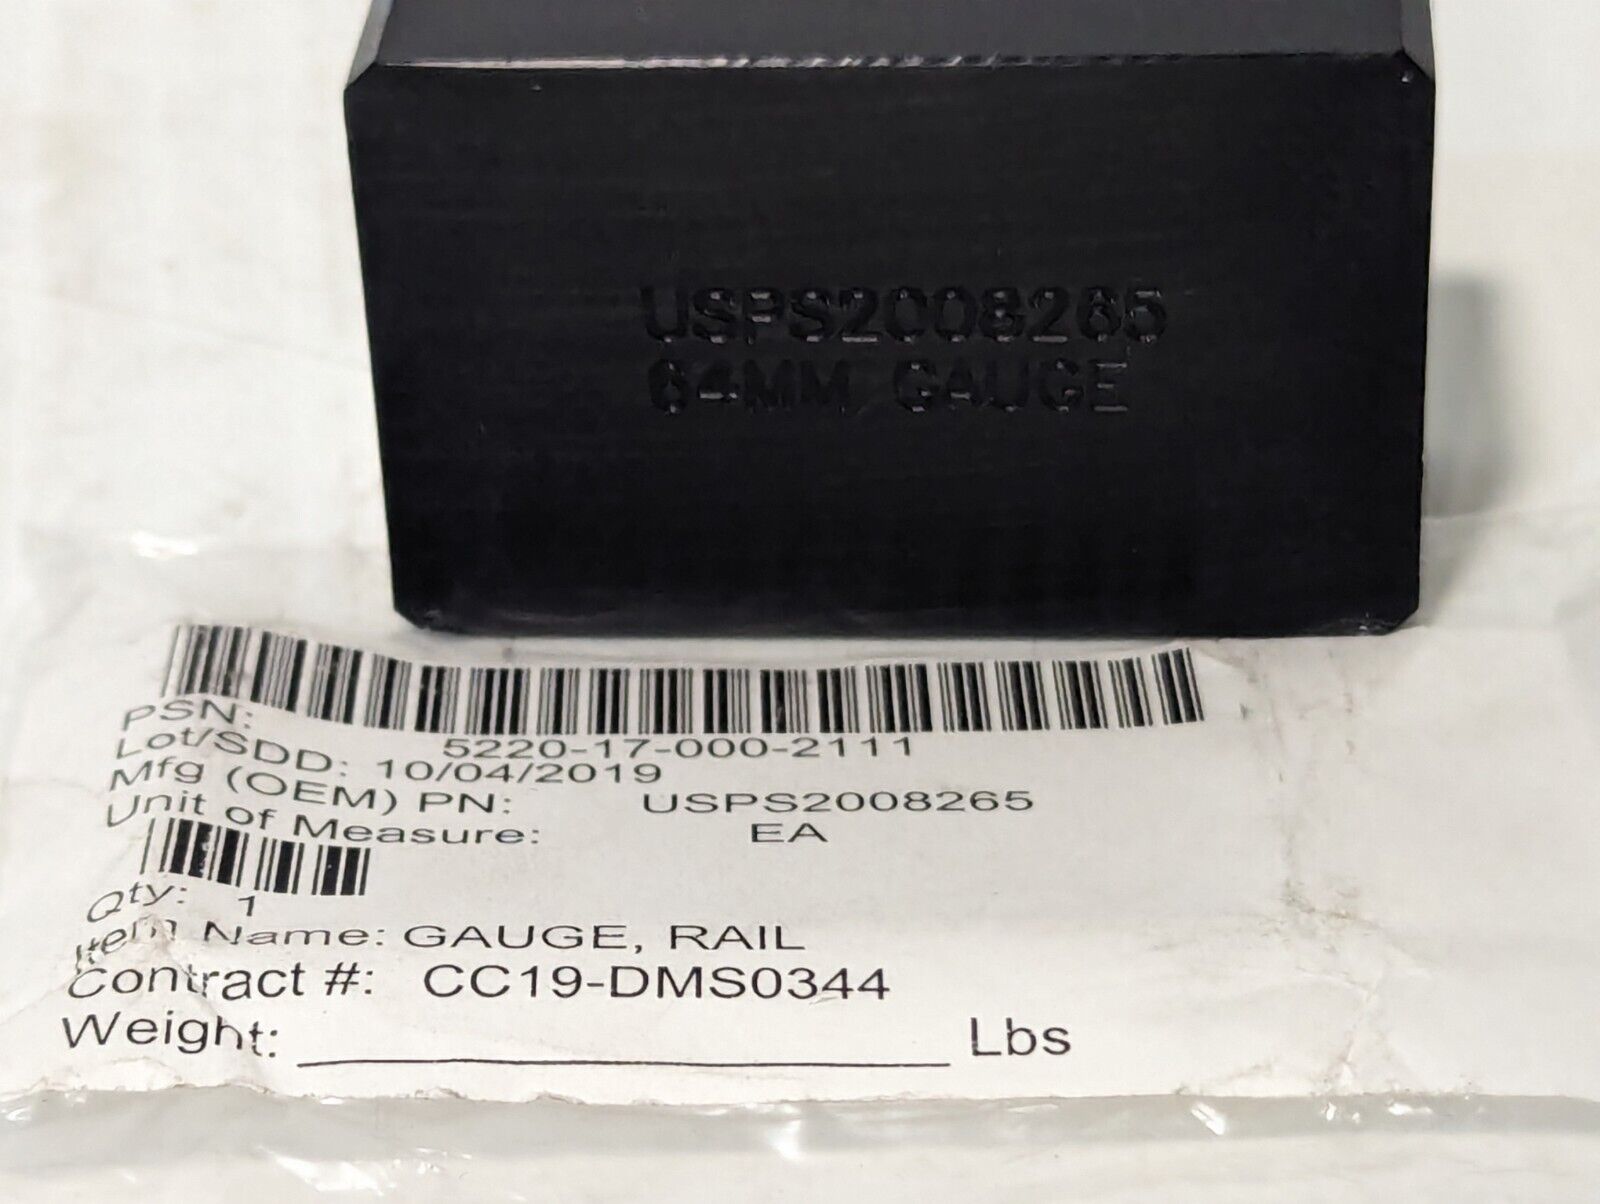 USPS2008265
64MM GAUGE
PSN: 5220-17-000-2111
Lot/SDD: 10/04/2019
Mfg (OEM) PN: USPS2008265
Unit of Measure: EA
Qty: 1
Item Name: GAUGE, RAIL
Contract #: CC19-DMS0344
Weight: Lbs